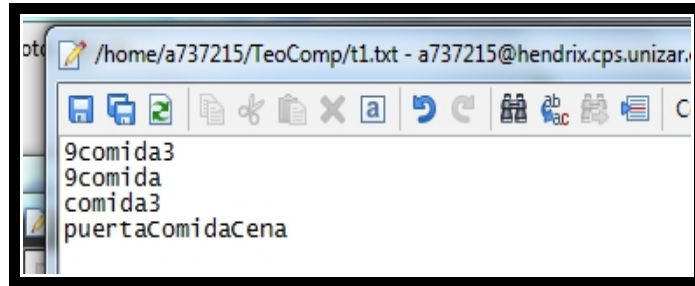 /home/a737215/TeoComp/t1.txt - a737215@hendrix.cps.unizar.
9comida3
9comida
comida3
puertaComidaCena